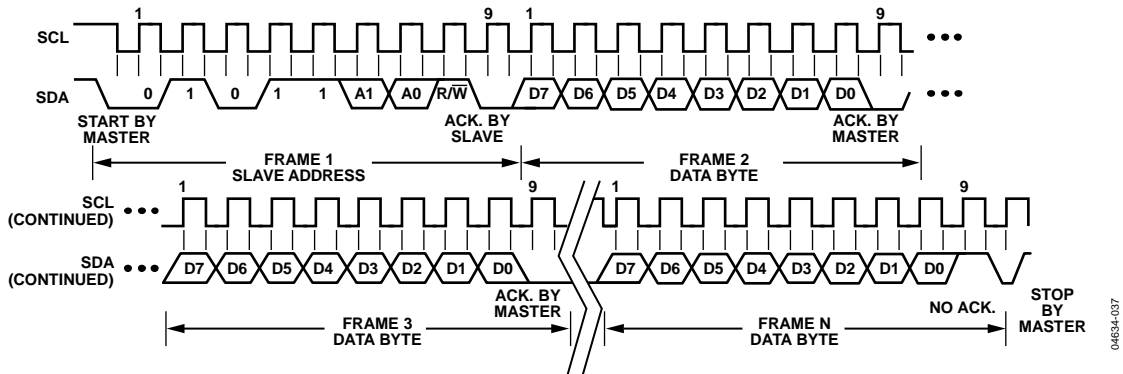 1 9 1 9
SCL
SDA 0 1 0 1 1 A1 A0 R/W̅ D7 D6 D5 D4 D3 D2 D1 D0
START BY
MASTER
ACK. BY
SLAVE
ACK. BY
MASTER
FRAME 1
SLAVE ADDRESS
FRAME 2
DATA BYTE
1 9 1 9
SCL
(CONTINUED)
SDA
(CONTINUED)
D7 D6 D5 D4 D3 D2 D1 D0 D7 D6 D5 D4 D3 D2 D1 D0
ACK. BY
MASTER
NO ACK.
STOP
BY
MASTER
FRAME 3
DATA BYTE
FRAME N
DATA BYTE
04634-037